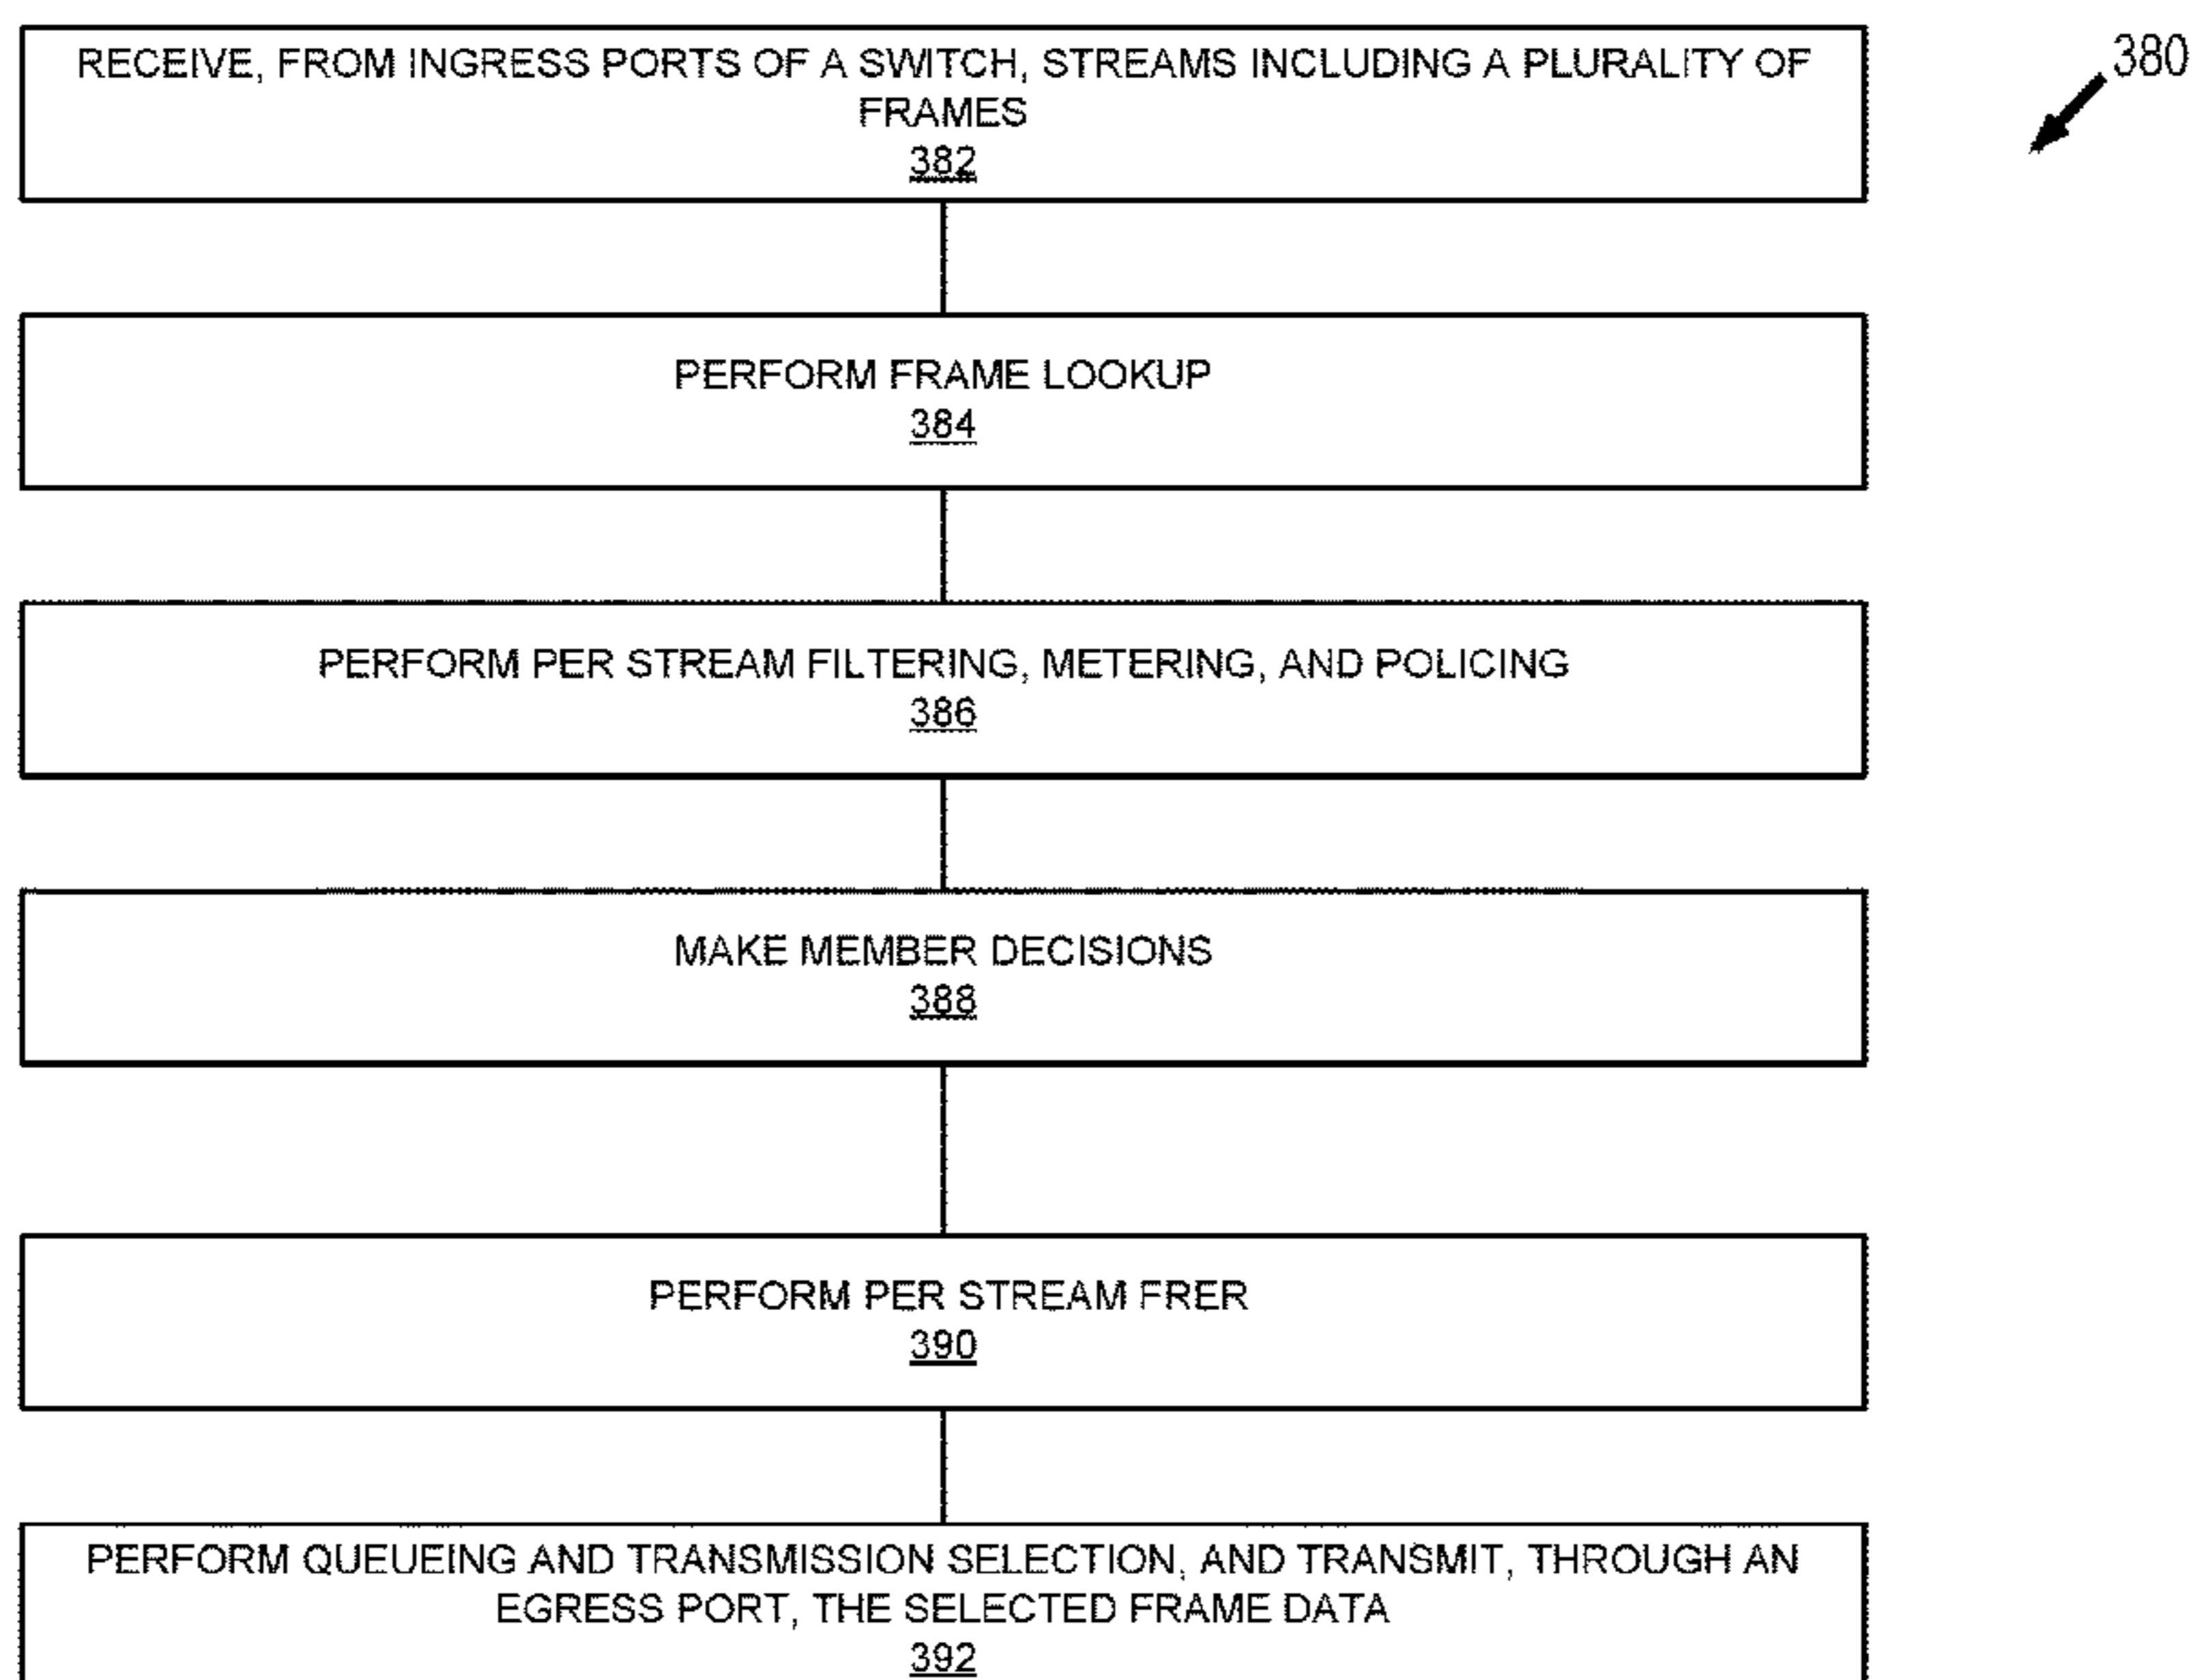 RECEIVE, FROM INGRESS PORTS OF A SWITCH, STREAMS INCLUDING A PLURALITY OF
FRAMES
382
380
PERFORM FRAME LOOKUP
384
PERFORM PER STREAM FILTERING, METERING, AND POLICING
386
MAKE MEMBER DECISIONS
388
PERFORM PER STREAM FRER
390
PERFORM QUEUEING AND TRANSMISSION SELECTION, AND TRANSMIT, THROUGH AN
EGRESS PORT, THE SELECTED FRAME DATA
392